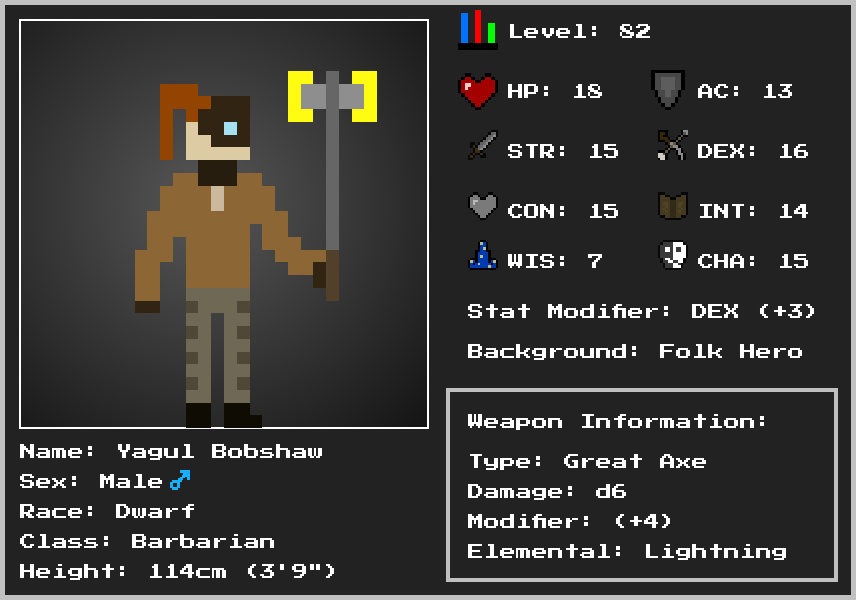 Level: 82
HP: 18
AC: 13
STR: 15
DEX: 16
CON: 15
INT: 14
WIS: 7
CHA: 15
Stat Modifier: DEX (+3)
Background: Folk Hero
Name: Yagul Bobshaw
Sex: Male ♂
Race: Dwarf
Class: Barbarian
Height: 114cm (3'9")
Weapon Information:
Type: Great Axe
Damage: d6
Modifier: (+4)
Elemental: Lightning